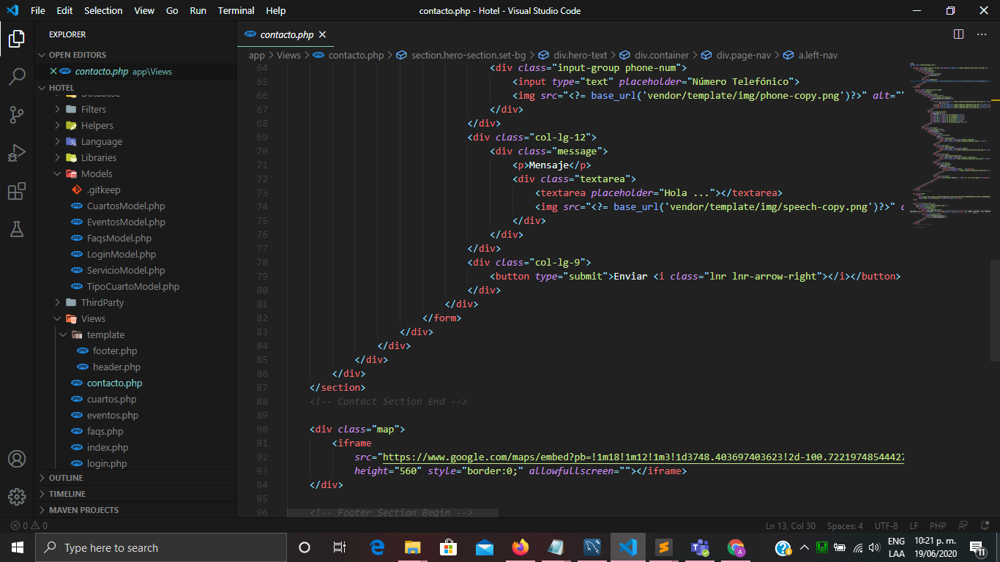 File Edit Selection View Go Run Terminal Help
contacto.php - Hotel - Visual Studio Code
EXPLORER
OPEN EDITORS
contacto.php app\Views
HOTEL
Database
Filters
Helpers
Language
Libraries
Models
.gitkeep
CuartosModel.php
EventosModel.php
FaqsModel.php
LoginModel.php
ServicioModel.php
TipoCuartoModel.php
ThirdParty
Views
template
footer.php
header.php
contacto.php
cuartos.php
eventos.php
faqs.php
index.php
login.php
OUTLINE
TIMELINE
MAVEN PROJECTS
contacto.php
app > Views > contacto.php > section.hero-section.set-bg > div.hero-text > div.container > div.page-nav > a.left-nav
64 <div class="input-group phone-num">
65 <input type="text" placeholder="Número Telefónico">
66 <img src="<?= base_url('vendor/template/img/phone-copy.png')?>" alt="
67 </div>
68 </div>
69 <div class="col-lg-12">
70 <div class="message">
71 <p>Mensaje</p>
72 <div class="textarea">
73 <textarea placeholder="Hola ..."></textarea>
74 <img src="<?= base_url('vendor/template/img/speech-copy.png')?>"
75 </div>
76 </div>
77 </div>
78 <div class="col-lg-9">
79 <button type="submit">Enviar <i class="lnr lnr-arrow-right"></i></button>
80 </div>
81 </div>
82 </form>
83 </div>
84 </div>
85 </div>
86 </div>
87 </section>
88 <!-- Contact Section End -->
89
90 <div class="map">
91 <iframe
92 src="https://www.google.com/maps/embed?pb=!1m18!1m12!1m3!1d3748.403697403623!2d-100.7221974854442
93 height="560" style="border:0;" allowfullscreen=""></iframe>
94 </div>
95
96 <!-- Footer Section Begin -->
0 0
Ln 13, Col 30 Spaces: 4 UTF-8 LF PHP
Type here to search
ENG
LAA
10:21 p. m.
19/06/2020
11